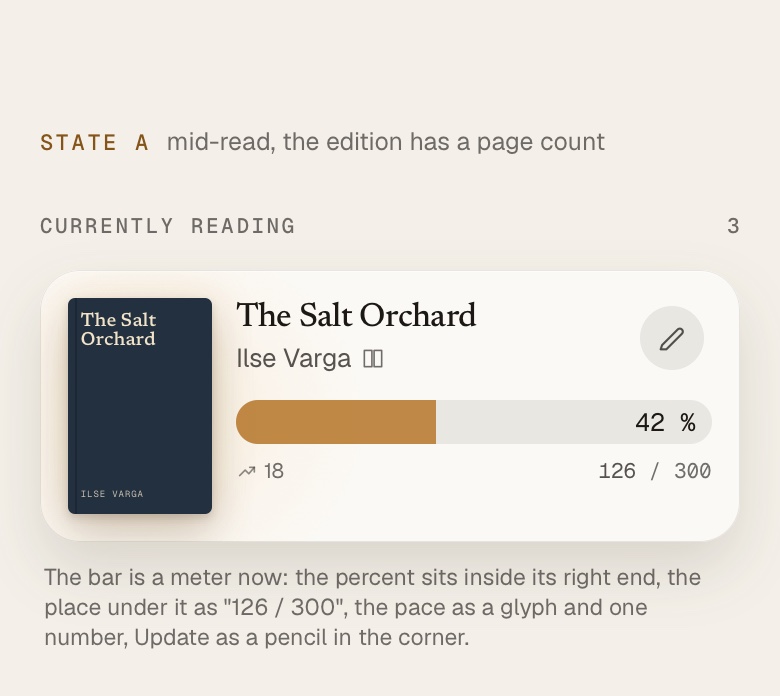 STATE A mid-read, the edition has a page count
CURRENTLY READING 3
The Salt
Orchard
ILSE VARGA
The Salt Orchard
Ilse Varga
42 %
18 126 / 300
The bar is a meter now: the percent sits inside its right end, the
place under it as "126 / 300", the pace as a glyph and one
number, Update as a pencil in the corner.